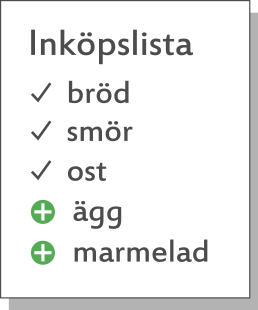 Inköpslista
✓ bröd
✓ smör
✓ ost
+ ägg
+ marmelad